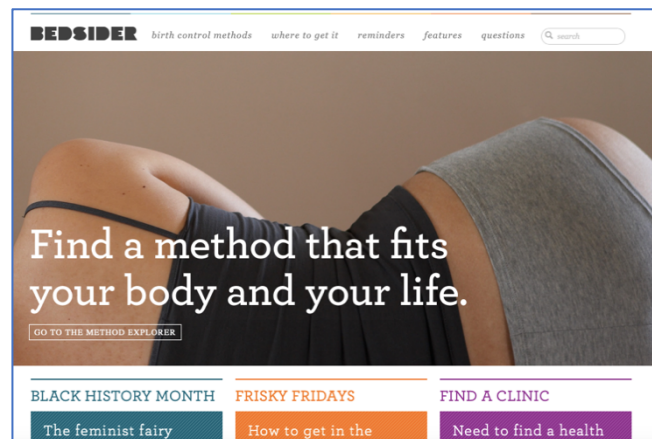 BEDSIDER
birth control methods where to get it reminders features questions search
Find a method that fits
your body and your life.
GO TO THE METHOD EXPLORER
BLACK HISTORY MONTH FRISKY FRIDAYS FIND A CLINIC
The feminist fairy How to get in the Need to find a health